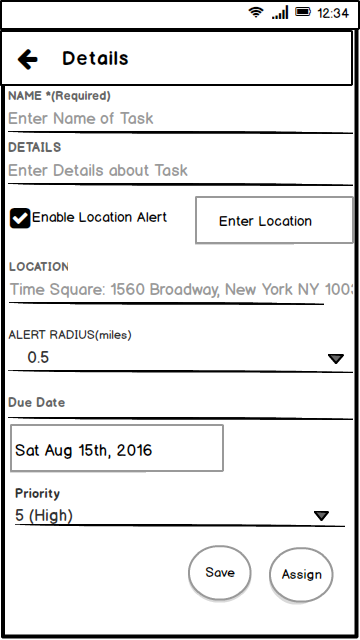 12:34
Details
NAME *(Required)
Enter Name of Task
DETAILS
Enter Details about Task
Enable Location Alert
Enter Location
LOCATION
Time Square: 1560 Broadway, New York NY 1003
ALERT RADIUS(miles)
0.5
Due Date
Sat Aug 15th, 2016
Priority
5 (High)
Save
Assign